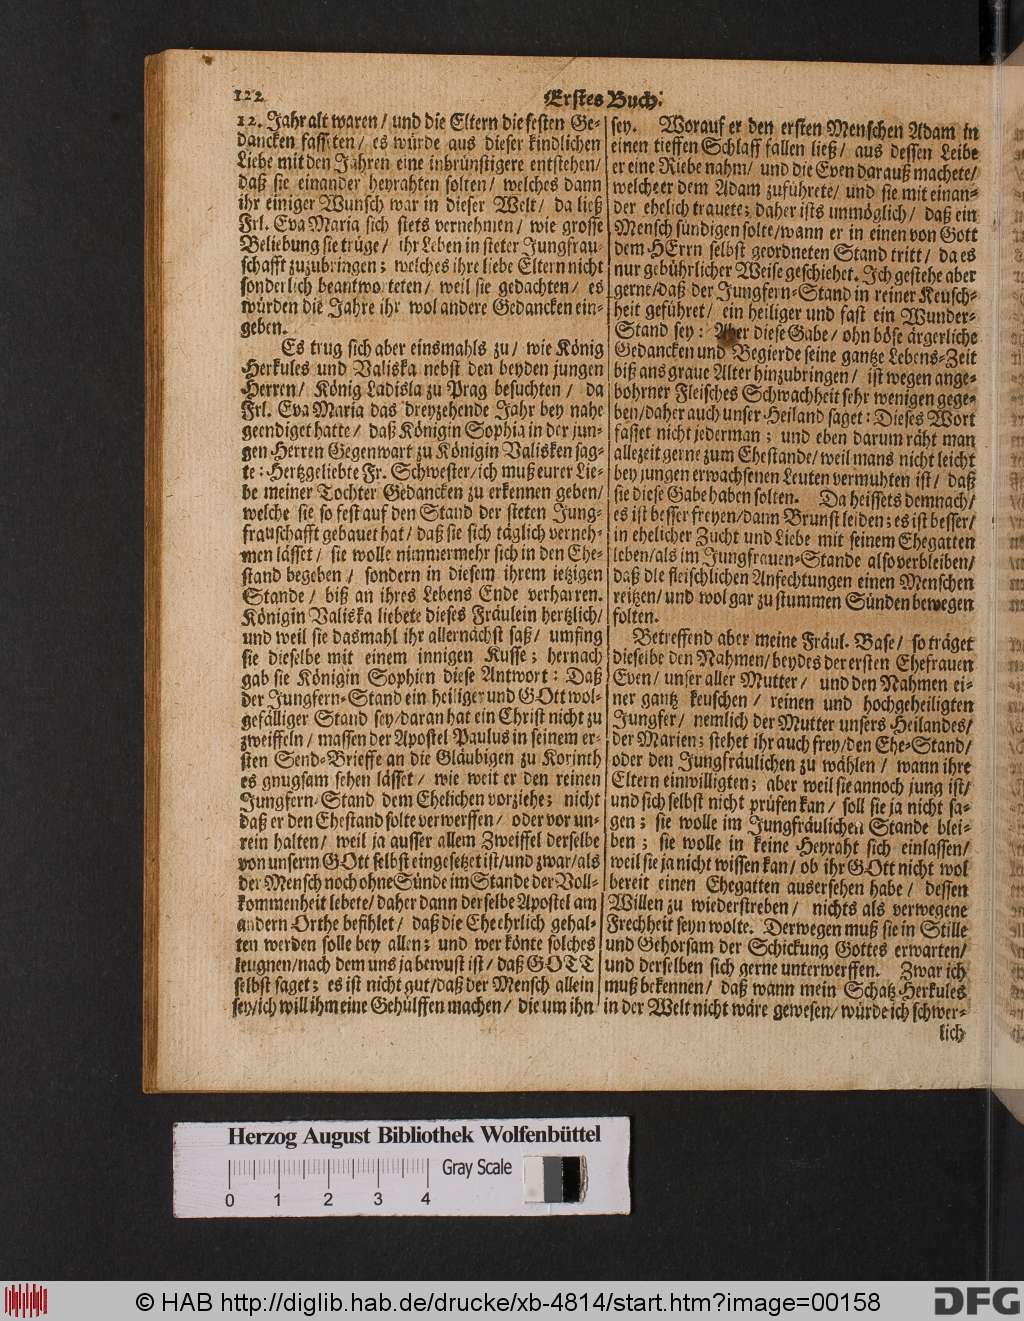 122 Erstes Buch.
12. Jahr alt waren / und die Eltern die festen Ge-
dancken fasseten / es würde aus dieser kindlichen
Liebe mit den Jahren eine inbrünstigere entstehen /
daß sie einander heyrahten solten / welches dann
ihr einiger Wunsch war in dieser Welt / da ließ
Frl. Eva Maria sich stets vernehmen / wie grosse
Beliebung sie trüge / ihr Leben in steter Jungfrau-
schafft zuzubringen; welches ihre liebe Eltern nicht
sonderlich beantworteten / weil sie gedachten / es
würden die Jahre ihr wol andere Gedancken ein-
geben.
Es trug sich aber einsmahls zu / wie König
Herkules und Valiska nebst den beyden jungen
Herren / König Ladisla zu Prag besuchten / da
Frl. Eva Maria das dreyzehende Jahr bey nahe
geendiget hatte / daß Königin Sophia in der jun-
gen Herren Gegenwart zu Königin Valisken sag-
te: Hertzgeliebte Fr. Schwester / ich muß eurer Lie-
be meiner Tochter Gedancken zu erkennen geben /
welche sie so fest auf den Stand der steten Jung-
frauschafft gebauet hat / daß sie sich täglich verneh-
men lässet / sie wolle nimmermehr sich in den Ehe-
stand begeben / sondern in diesem ihrem ietzigen
Stande / biß an ihres Lebens Ende verharren.
Königin Valiska liebete dieses Fräulein hertzlich /
und weil sie dasmahl ihr allernächst saß / umfing
sie dieselbe mit einem innigen Kusse; hernach
gab sie Königin Sophien diese Antwort: Daß
der Jungfern-Stand ein heiliger und GOtt wol-
gefälliger Stand sey / daran hat ein Christ nicht zu
zweiffeln / massen der Apostel Paulus in seinem er-
sten Send-Brieffe an die Gläubigen zu Korinth
es gnugsam sehen lässet / wie weit er den reinen
Jungfern-Stand dem Ehelichen vorziehe; nicht
daß er den Ehestand solte verwerffen / oder vor un-
rein halten / weil ja ausser allem Zweiffel derselbe
von unserm GOtt selbst eingesetzet ist / und zwar / als
der Mensch noch ohne Sünde im Stande der Voll-
kommenheit lebete / daher dann derselbe Apostel am
andern Orthe befihlet / daß die Ehe ehrlich gehal-
ten werden solle bey allen; und wer könte solches
leugnen / nach dem uns ja bewust ist / daß GOTT
selbst saget; es ist nicht gut / daß der Mensch allein
sey / ich will ihm eine Gehülffen machen / die um ihn
sey. Worauf er den ersten Menschen Adam in
einen tieffen Schlaff fallen ließ / aus dessen Leibe
er eine Riebe nahm / und die Even darauß machete /
welche er dem Adam zuführete / und sie mit einan-
der ehelich trauete; daher ists unmöglich / daß ein
Mensch sündigen solte / wann er in einen von Gott
dem HErrn selbst geordneten Stand tritt / da es
nur gebührlicher Weise geschiehet. Ich gestehe aber
gerne / daß der Jungfern-Stand in reiner Keusch-
heit geführet / ein heiliger und fast ein Wunder-
Stand sey: Aber diese Gabe / ohn böse ärgerliche
Gedancken und Begierde seine gantze Lebens-Zeit
biß ans graue Alter hinzubringen / ist wegen ange-
bohrner Fleisches Schwachheit sehr wenigen gege-
ben / daher auch unser Heiland saget: Dieses Wort
fasset nicht jederman; und eben darum räht man
allezeit gerne zum Ehestande / weil mans nicht leicht
bey jungen erwachsenen Leuten vermuhten ist / daß
sie diese Gabe haben solten. Da heissets demnach /
es ist besser freyen / dann Brunst leiden; es ist besser /
in ehelicher Zucht und Liebe mit seinem Ehegatten
leben / als im Jungfrauen-Stande also verbleiben /
daß die fleischlichen Anfechtungen einen Menschen
reitzen / und wol gar zu stummen Sünden bewegen
solten.
Betreffend aber meine Fräul. Base / so träget
dieselbe den Nahmen / beydes der ersten Ehefrauen
Even / unser aller Mutter / und den Nahmen ei-
ner gantz keuschen / reinen und hochgeheiligten
Jungfer / nemlich der Mutter unsers Heilandes /
der Marien; stehet ihr auch frey / den Ehe-Stand /
oder den Jungfräulichen zu wählen / wann ihre
Eltern einwilligten; aber weil sie annoch jung ist /
und sich selbst nicht prüfen kan / soll sie ja nicht sa-
gen; sie wolle im Jungfräulichen Stande blei-
ben; sie wolle in keine Heyraht sich einlassen /
weil sie ja nicht wissen kan / ob ihr GOtt nicht wol
bereit einen Ehegatten ausersehen habe / dessen
Willen zu wiederstreben / nichts als verwegene
Frechheit seyn wolte. Derwegen muß sie in Stille
und Gehorsam der Schickung Gottes erwarten /
und derselben sich gerne unterwerffen. Zwar ich
muß bekennen / daß wann mein Schatz Herkules
in der Welt nicht wäre gewesen / würde ich schwer-
lich
Herzog August Bibliothek Wolfenbüttel
Gray Scale
0 1 2 3 4
© HAB http://diglib.hab.de/drucke/xb-4814/start.htm?image=00158
DFG